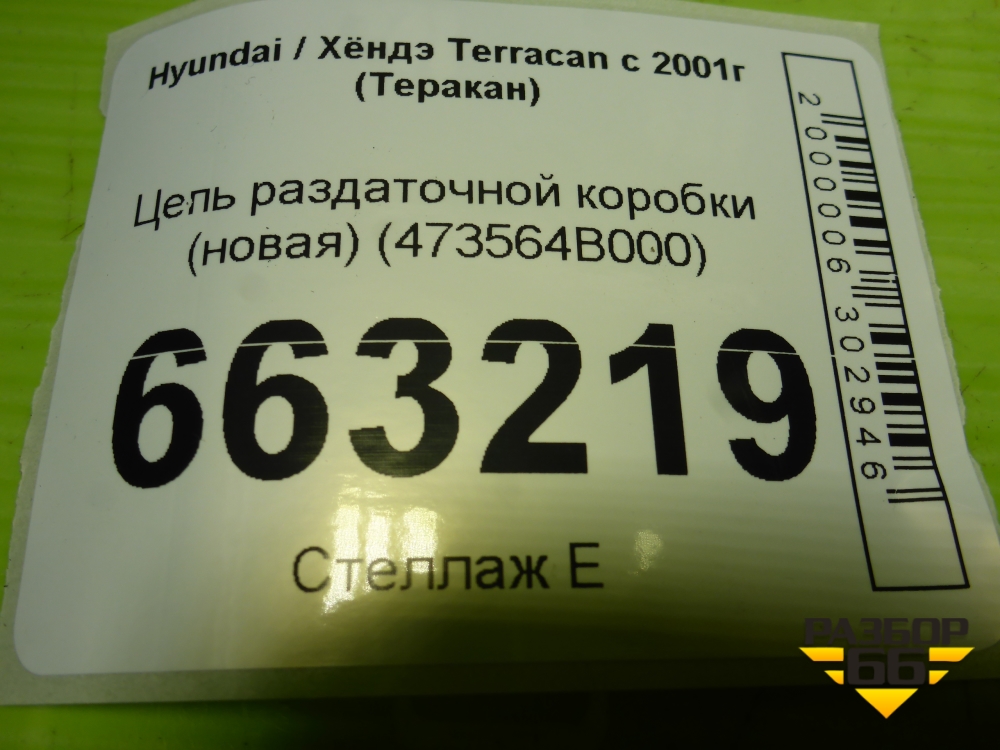 Hyundai / Хёндэ Terracan с 2001г
(Теракан)
Цепь раздаточной коробки
(новая) (473564B000)
663219
Стеллаж Е
2000006302946
РАЗБОР
66